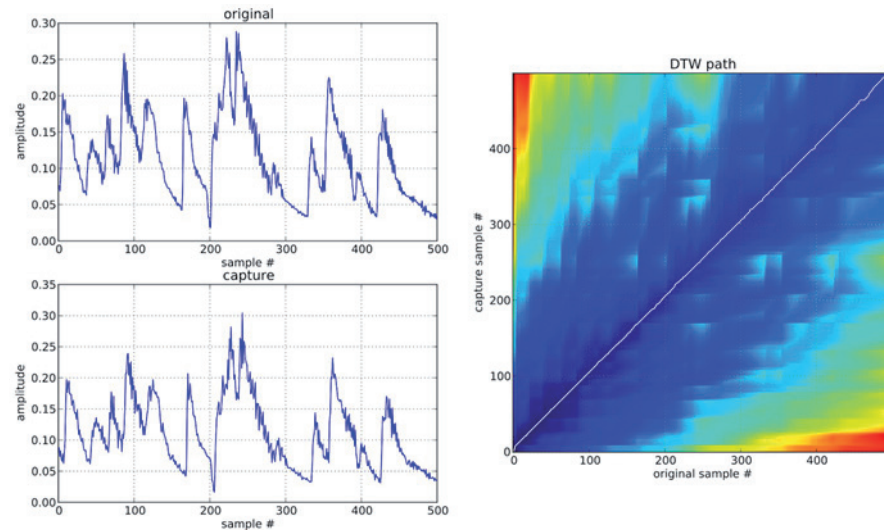 original
0.30
0.25
0.20
0.15
0.10
0.05
0.00
amplitude
0 100 200 300 400 500
sample #
capture
0.35
0.30
0.25
0.20
0.15
0.10
0.05
0.00
amplitude
0 100 200 300 400 500
sample #
DTW path
400
300
200
100
0
capture sample #
0 100 200 300 400
original sample #